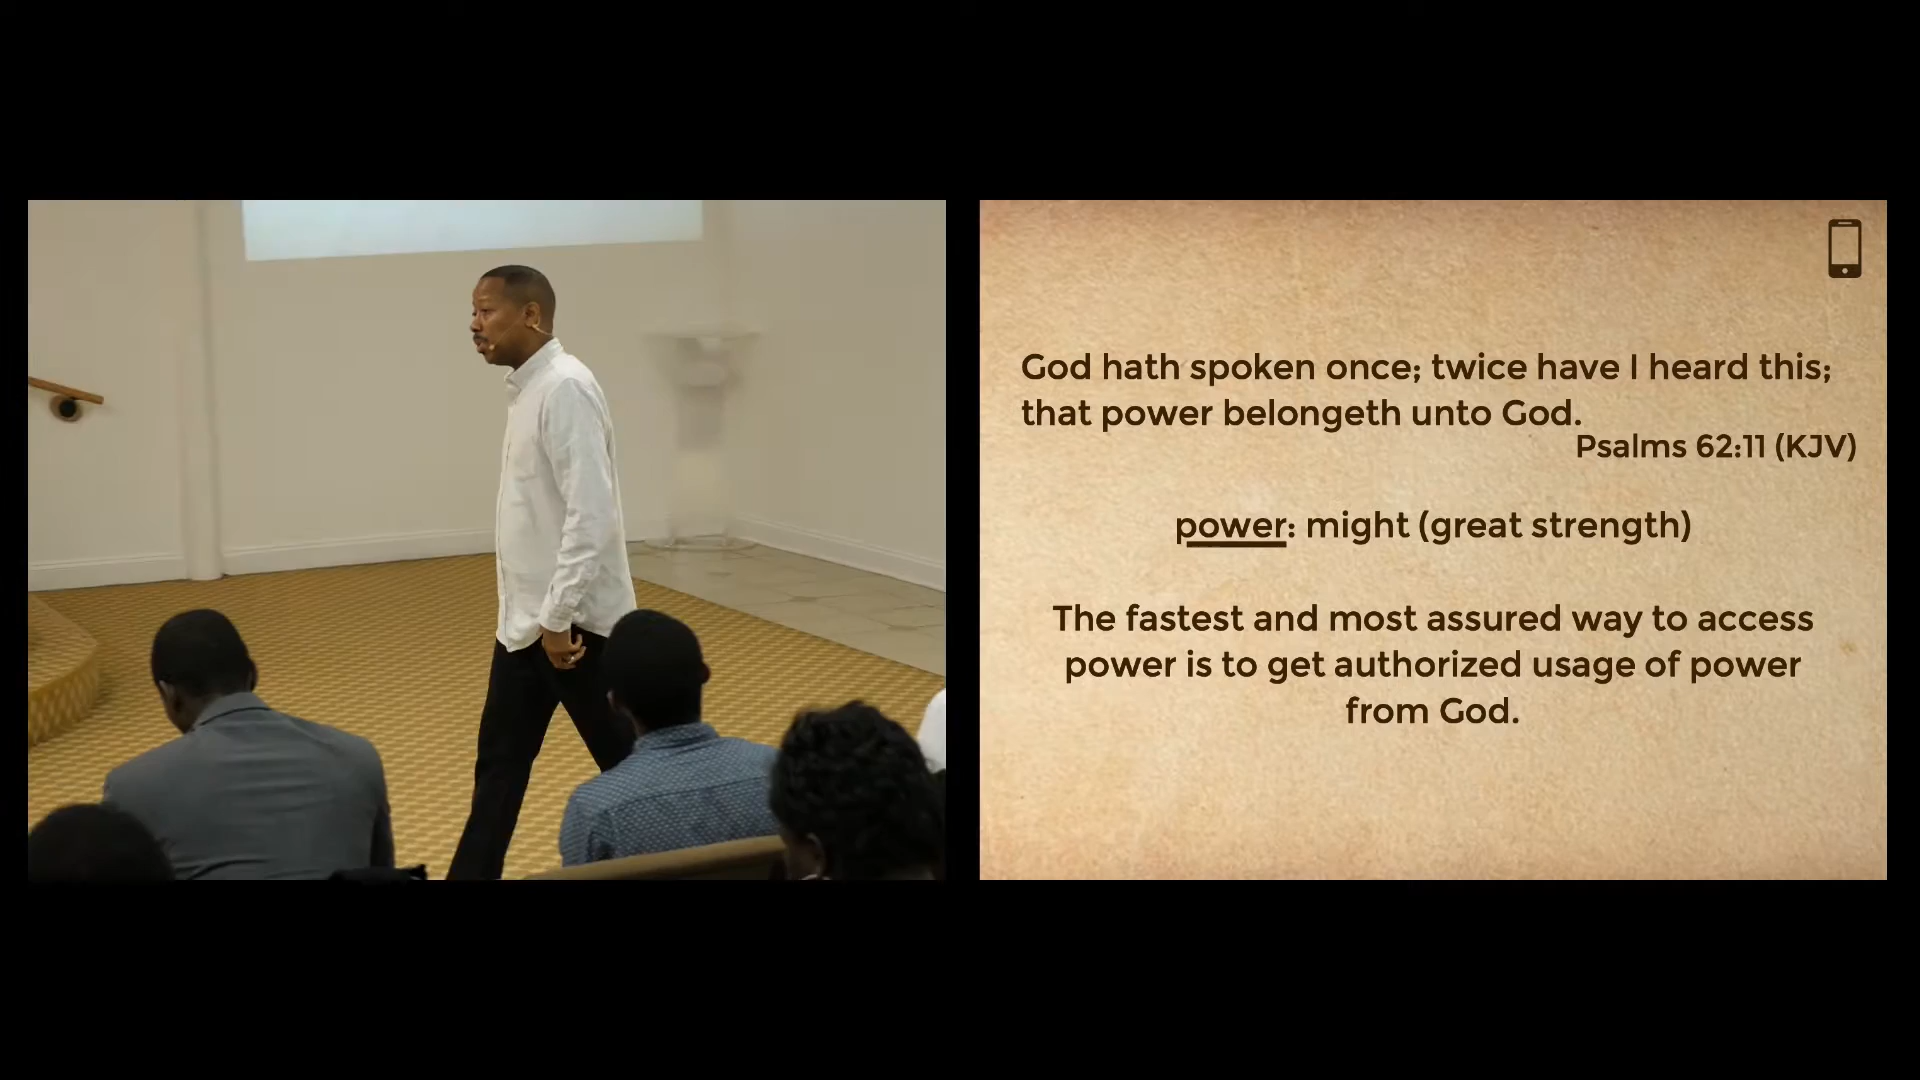 God hath spoken once; twice have I heard this;
that power belongeth unto God.
Psalms 62:11 (KJV)
power: might (great strength)
The fastest and most assured way to access
power is to get authorized usage of power
from God.